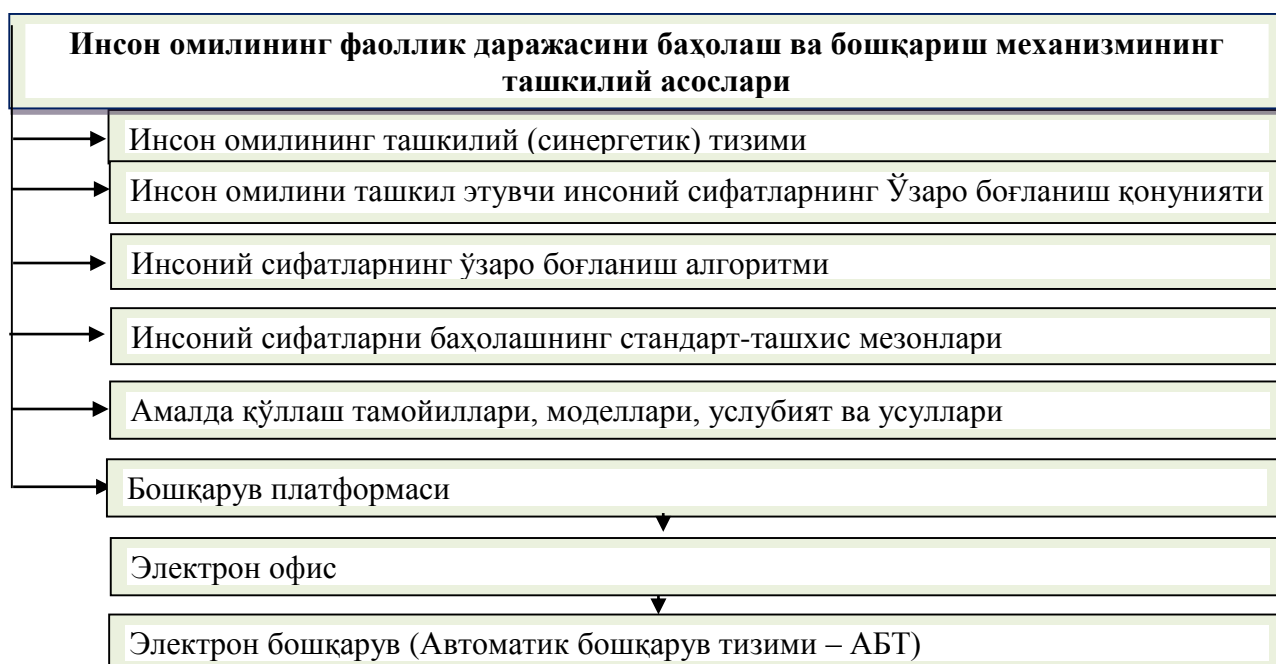 Инсон омилининг фаоллик даражасини баҳолаш ва бошқариш механизмининг
ташкилий асослари
Инсон омилининг ташкилий (синергетик) тизими
Инсон омилини ташкил этувчи инсоний сифатларнинг Ўзаро боғланиш қонунияти
Инсоний сифатларнинг ўзаро боғланиш алгоритми
Инсоний сифатларни баҳолашнинг стандарт-ташхис мезонлари
Амалда қўллаш тамойиллари, моделлари, услубият ва усуллари
Бошқарув платформаси
Электрон офис
Электрон бошқарув (Автоматик бошқарув тизими – АБТ)